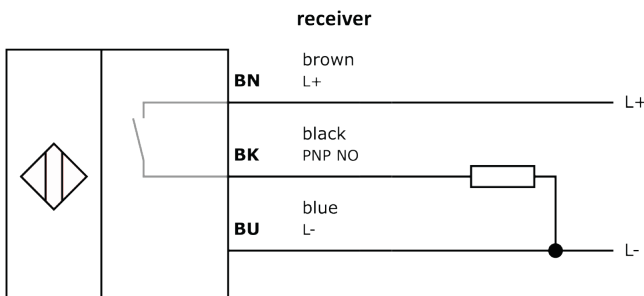 receiver
brown
BN L+ L+
black
BK PNP NO
blue
BU L- L-